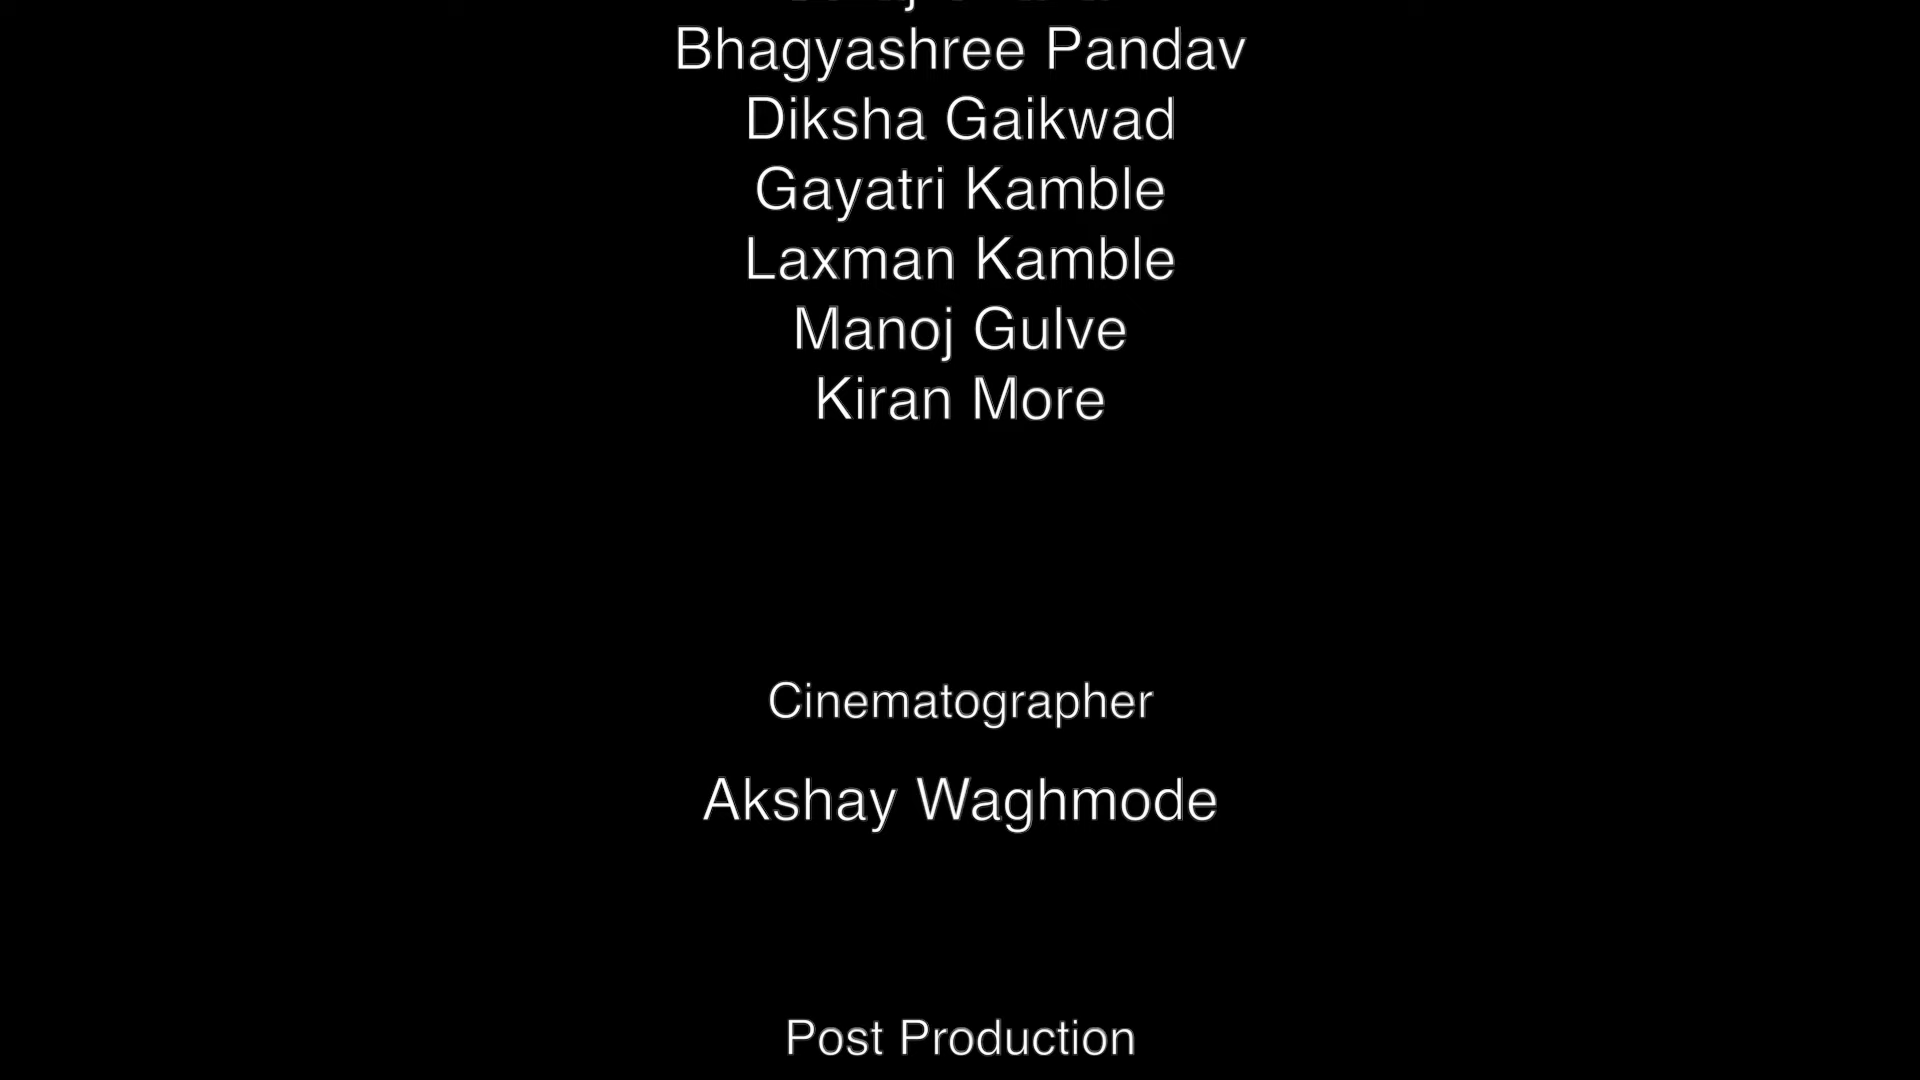 Bhagyashree Pandav
Diksha Gaikwad
Gayatri Kamble
Laxman Kamble
Manoj Gulve
Kiran More
Cinematographer
Akshay Waghmode
Post Production